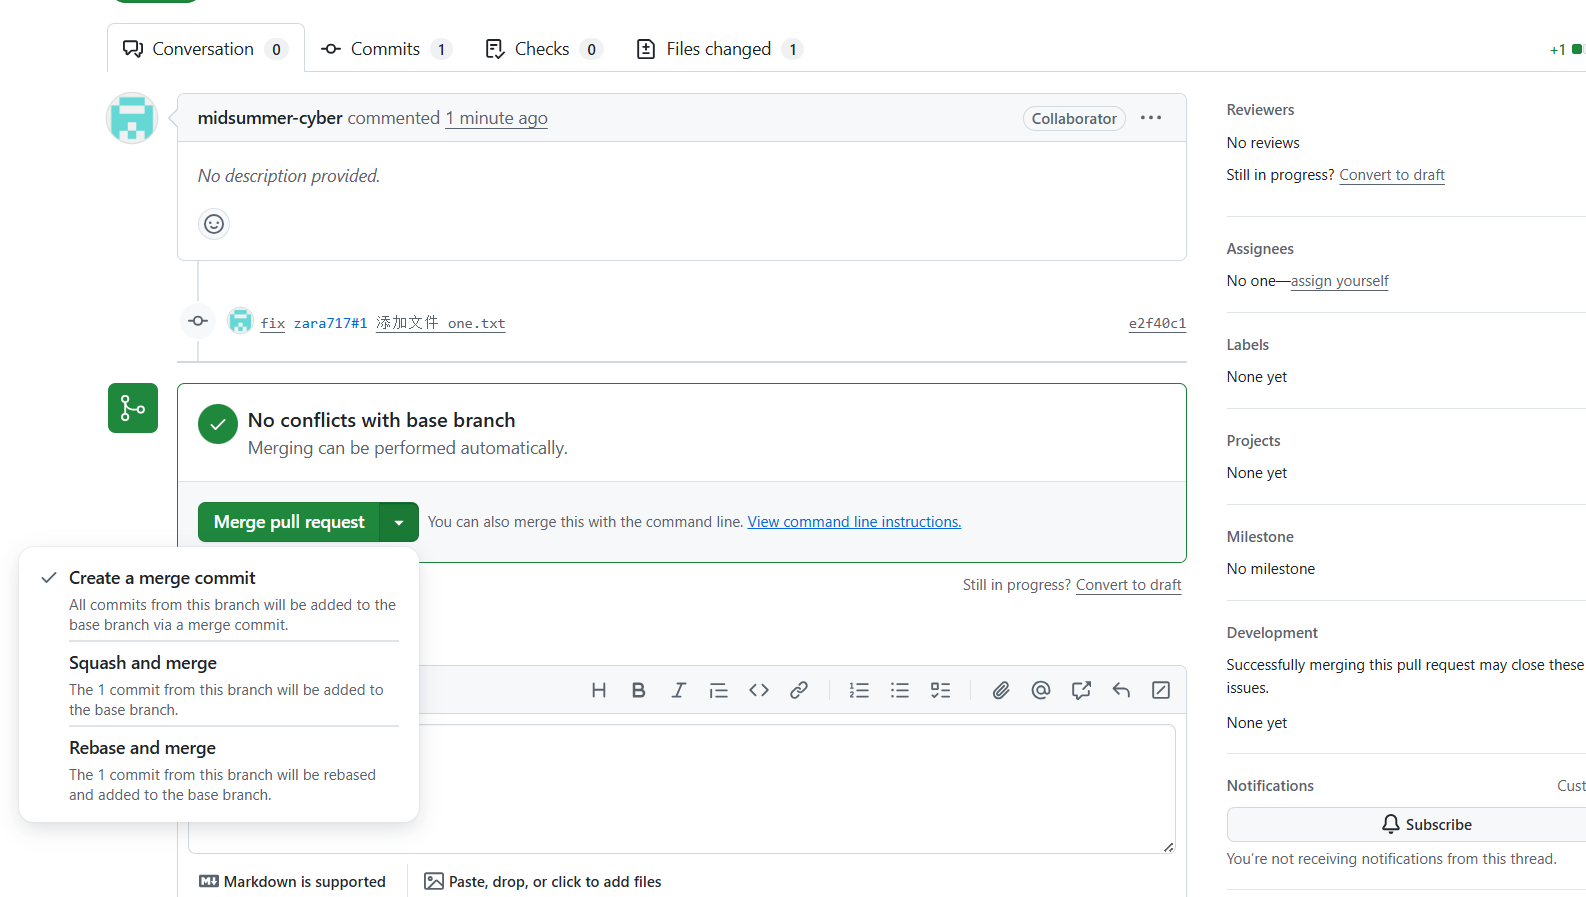 Conversation 0 Commits 1 Checks 0 Files changed 1 +1
midsummer-cyber commented 1 minute ago Collaborator
No description provided.
fix zara717#1 添加文件 one.txt e2f40c1
No conflicts with base branch
Merging can be performed automatically.
Merge pull request You can also merge this with the command line. View command line instructions.
Create a merge commit
All commits from this branch will be added to the
base branch via a merge commit.
Squash and merge
The 1 commit from this branch will be added to
the base branch.
Rebase and merge
The 1 commit from this branch will be rebased
and added to the base branch.
Still in progress? Convert to draft
Markdown is supported Paste, drop, or click to add files
Reviewers
No reviews
Still in progress? Convert to draft
Assignees
No one—assign yourself
Labels
None yet
Projects
None yet
Milestone
No milestone
Development
Successfully merging this pull request may close these
issues.
None yet
Notifications Cust
Subscribe
You're not receiving notifications from this thread.